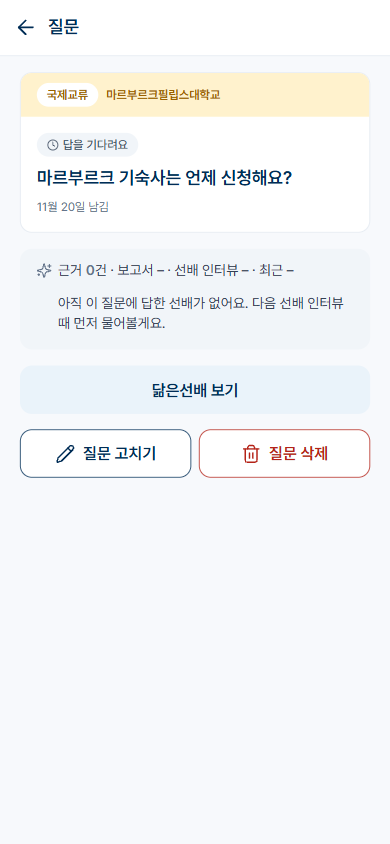 질문
국제교류 마르부르크필립스대학교
답을 기다려요
마르부르크 기숙사는 언제 신청해요?
11월 20일 남김
근거 0건 · 보고서 – · 선배 인터뷰 – · 최근 –
아직 이 질문에 답한 선배가 없어요. 다음 선배 인터뷰
때 먼저 물어볼게요.
닮은선배 보기
질문 고치기
질문 삭제